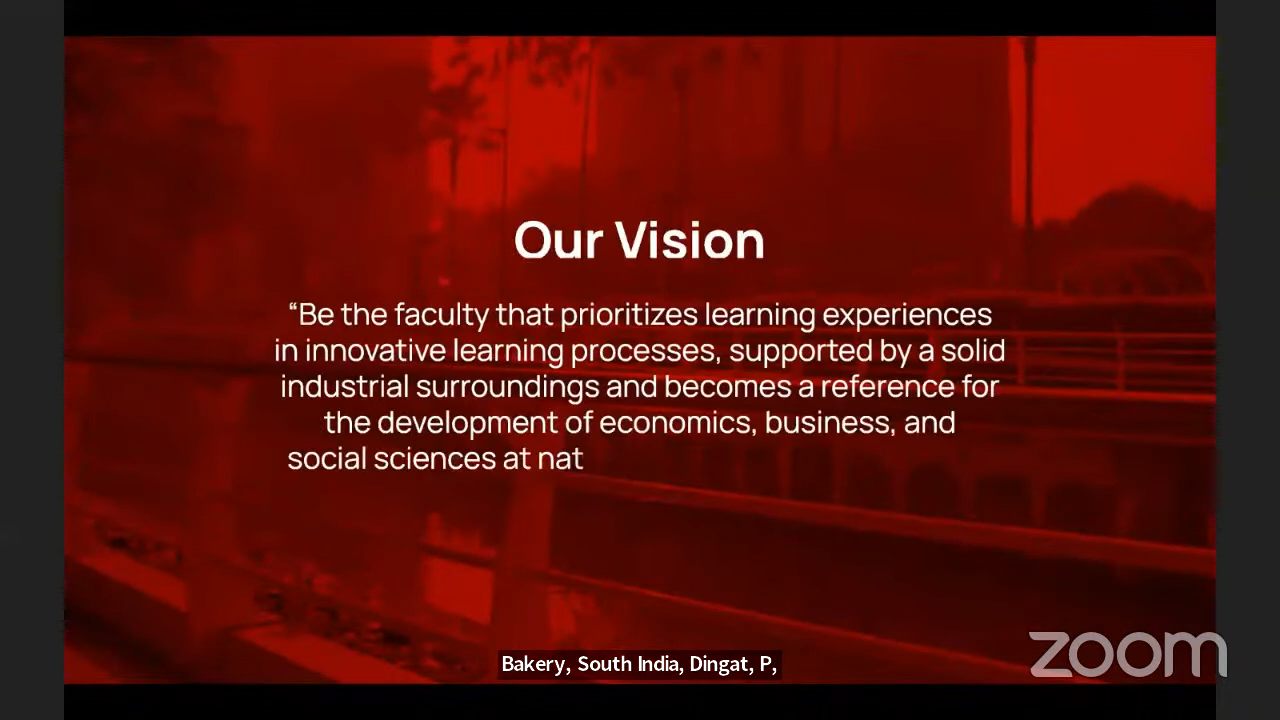 Our Vision
“Be the faculty that prioritizes learning experiences
in innovative learning processes, supported by a solid
industrial surroundings and becomes a reference for
the development of economics, business, and
social sciences at nat
Bakery, South India, Dingat, P,
zoom